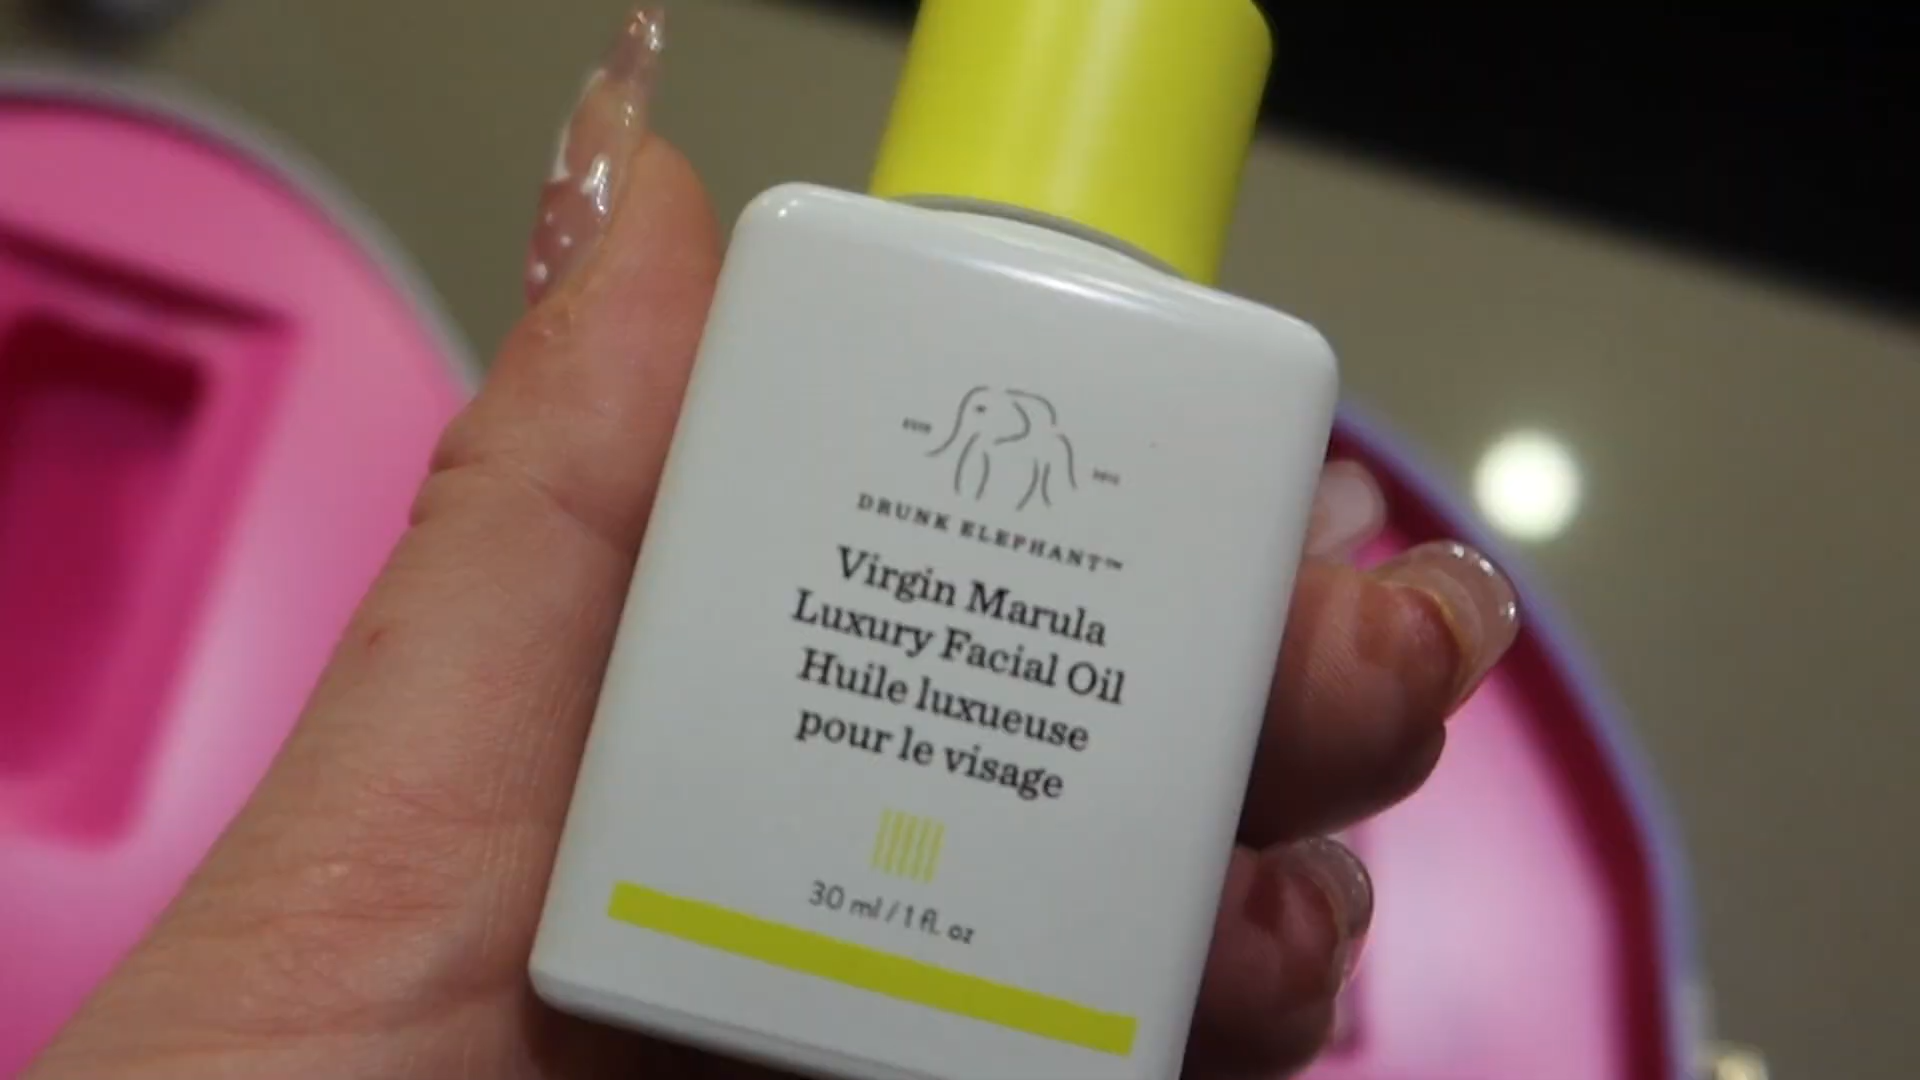 DRUNK ELEPHANT™
Virgin Marula
Luxury Facial Oil
Huile luxueuse
pour le visage
30 ml / 1 fl. oz